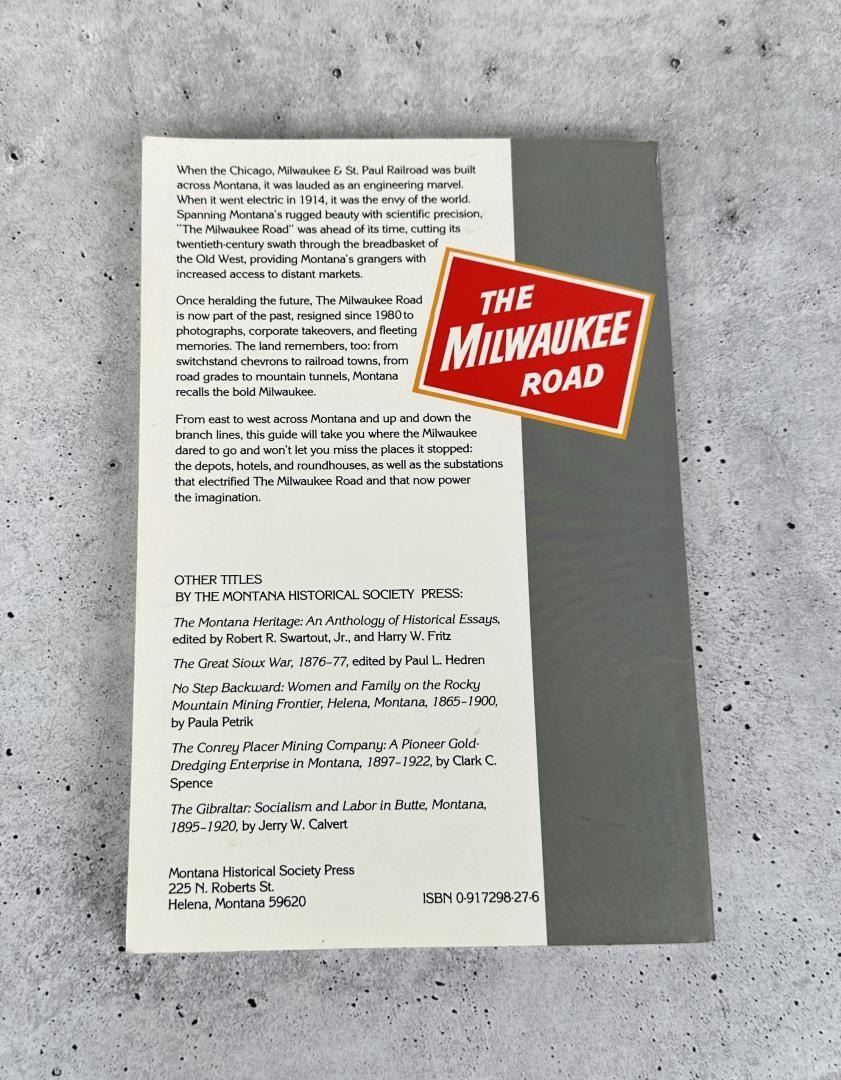 When the Chicago, Milwaukee & St. Paul Railroad was built
across Montana, it was lauded as an engineering marvel.
When it went electric in 1914, it was the envy of the world.
Spanning Montana's rugged beauty with scientific precision,
"The Milwaukee Road" was ahead of its time, cutting its
twentieth-century swath through the breadbasket of
the Old West, providing Montana's grangers with
increased access to distant markets.
Once heralding the future, The Milwaukee Road
is now part of the past, resigned since 1980 to
photographs, corporate takeovers, and fleeting
memories. The land remembers, too: from
switchstand chevrons to railroad towns, from
road grades to mountain tunnels, Montana
recalls the bold Milwaukee.
From east to west across Montana and up and down the
branch lines, this guide will take you where the Milwaukee
dared to go and won't let you miss the places it stopped:
the depots, hotels, and roundhouses, as well as the substations
that electrified The Milwaukee Road and that now power
the imagination.
THE
MILWAUKEE
ROAD
OTHER TITLES
BY THE MONTANA HISTORICAL SOCIETY PRESS:
The Montana Heritage: An Anthology of Historical Essays,
edited by Robert R. Swartout, Jr., and Harry W. Fritz
The Great Sioux War, 1876-77, edited by Paul L. Hedren
No Step Backward: Women and Family on the Rocky
Mountain Mining Frontier, Helena, Montana, 1865-1900,
by Paula Petrik
The Conrey Placer Mining Company: A Pioneer Gold-
Dredging Enterprise in Montana, 1897-1922, by Clark C.
Spence
The Gibraltar: Socialism and Labor in Butte, Montana,
1895-1920, by Jerry W. Calvert
Montana Historical Society Press
225 N. Roberts St.
Helena, Montana 59620
ISBN 0-917298-27-6